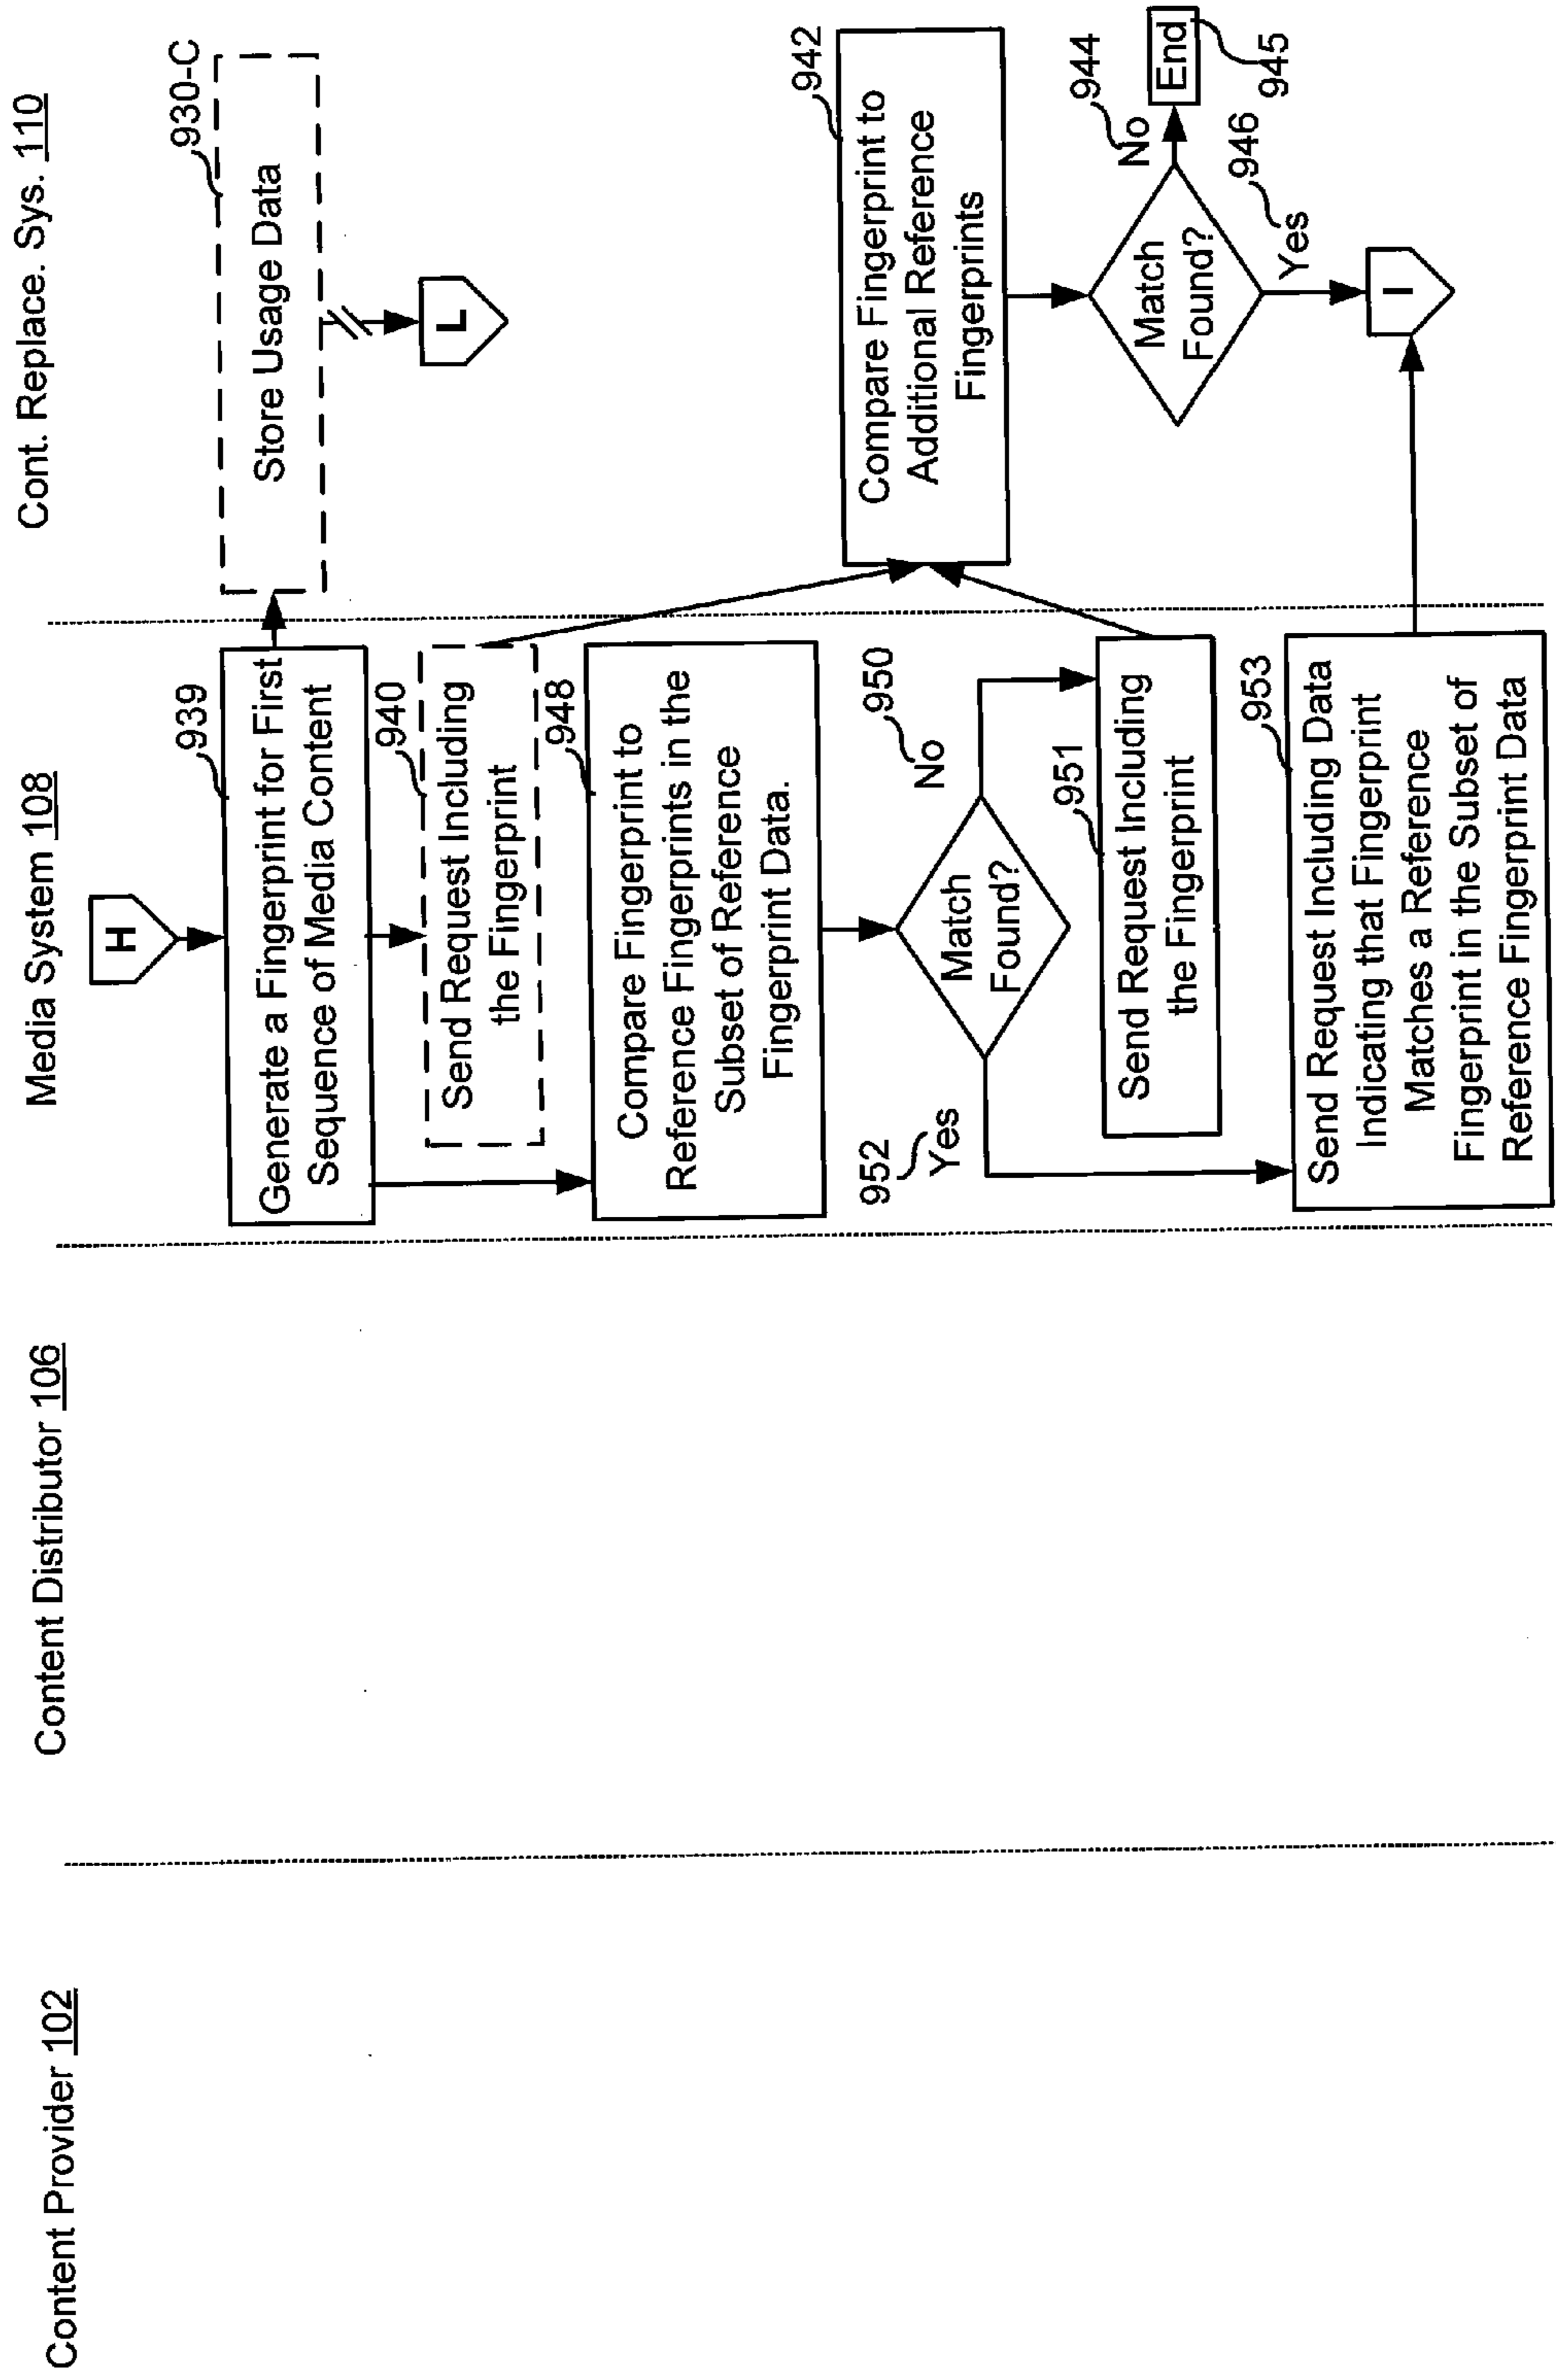 Content Provider 102
Content Distributor 106
Media System 108
Cont. Replace. Sys. 110
H
939
Generate a Fingerprint for First
Sequence of Media Content
930-C
Store Usage Data
L
940
Send Request Including
the Fingerprint
948
Compare Fingerprint to
Reference Fingerprints in the
Subset of Reference
Fingerprint Data.
942
Compare Fingerprint to
Additional Reference
Fingerprints
952
Yes
Match
Found?
No
950
Match
Found?
No
944
End
945
946
Yes
951
Send Request Including
the Fingerprint
953
Send Request Including Data
Indicating that Fingerprint
Matches a Reference
Fingerprint in the Subset of
Reference Fingerprint Data
I